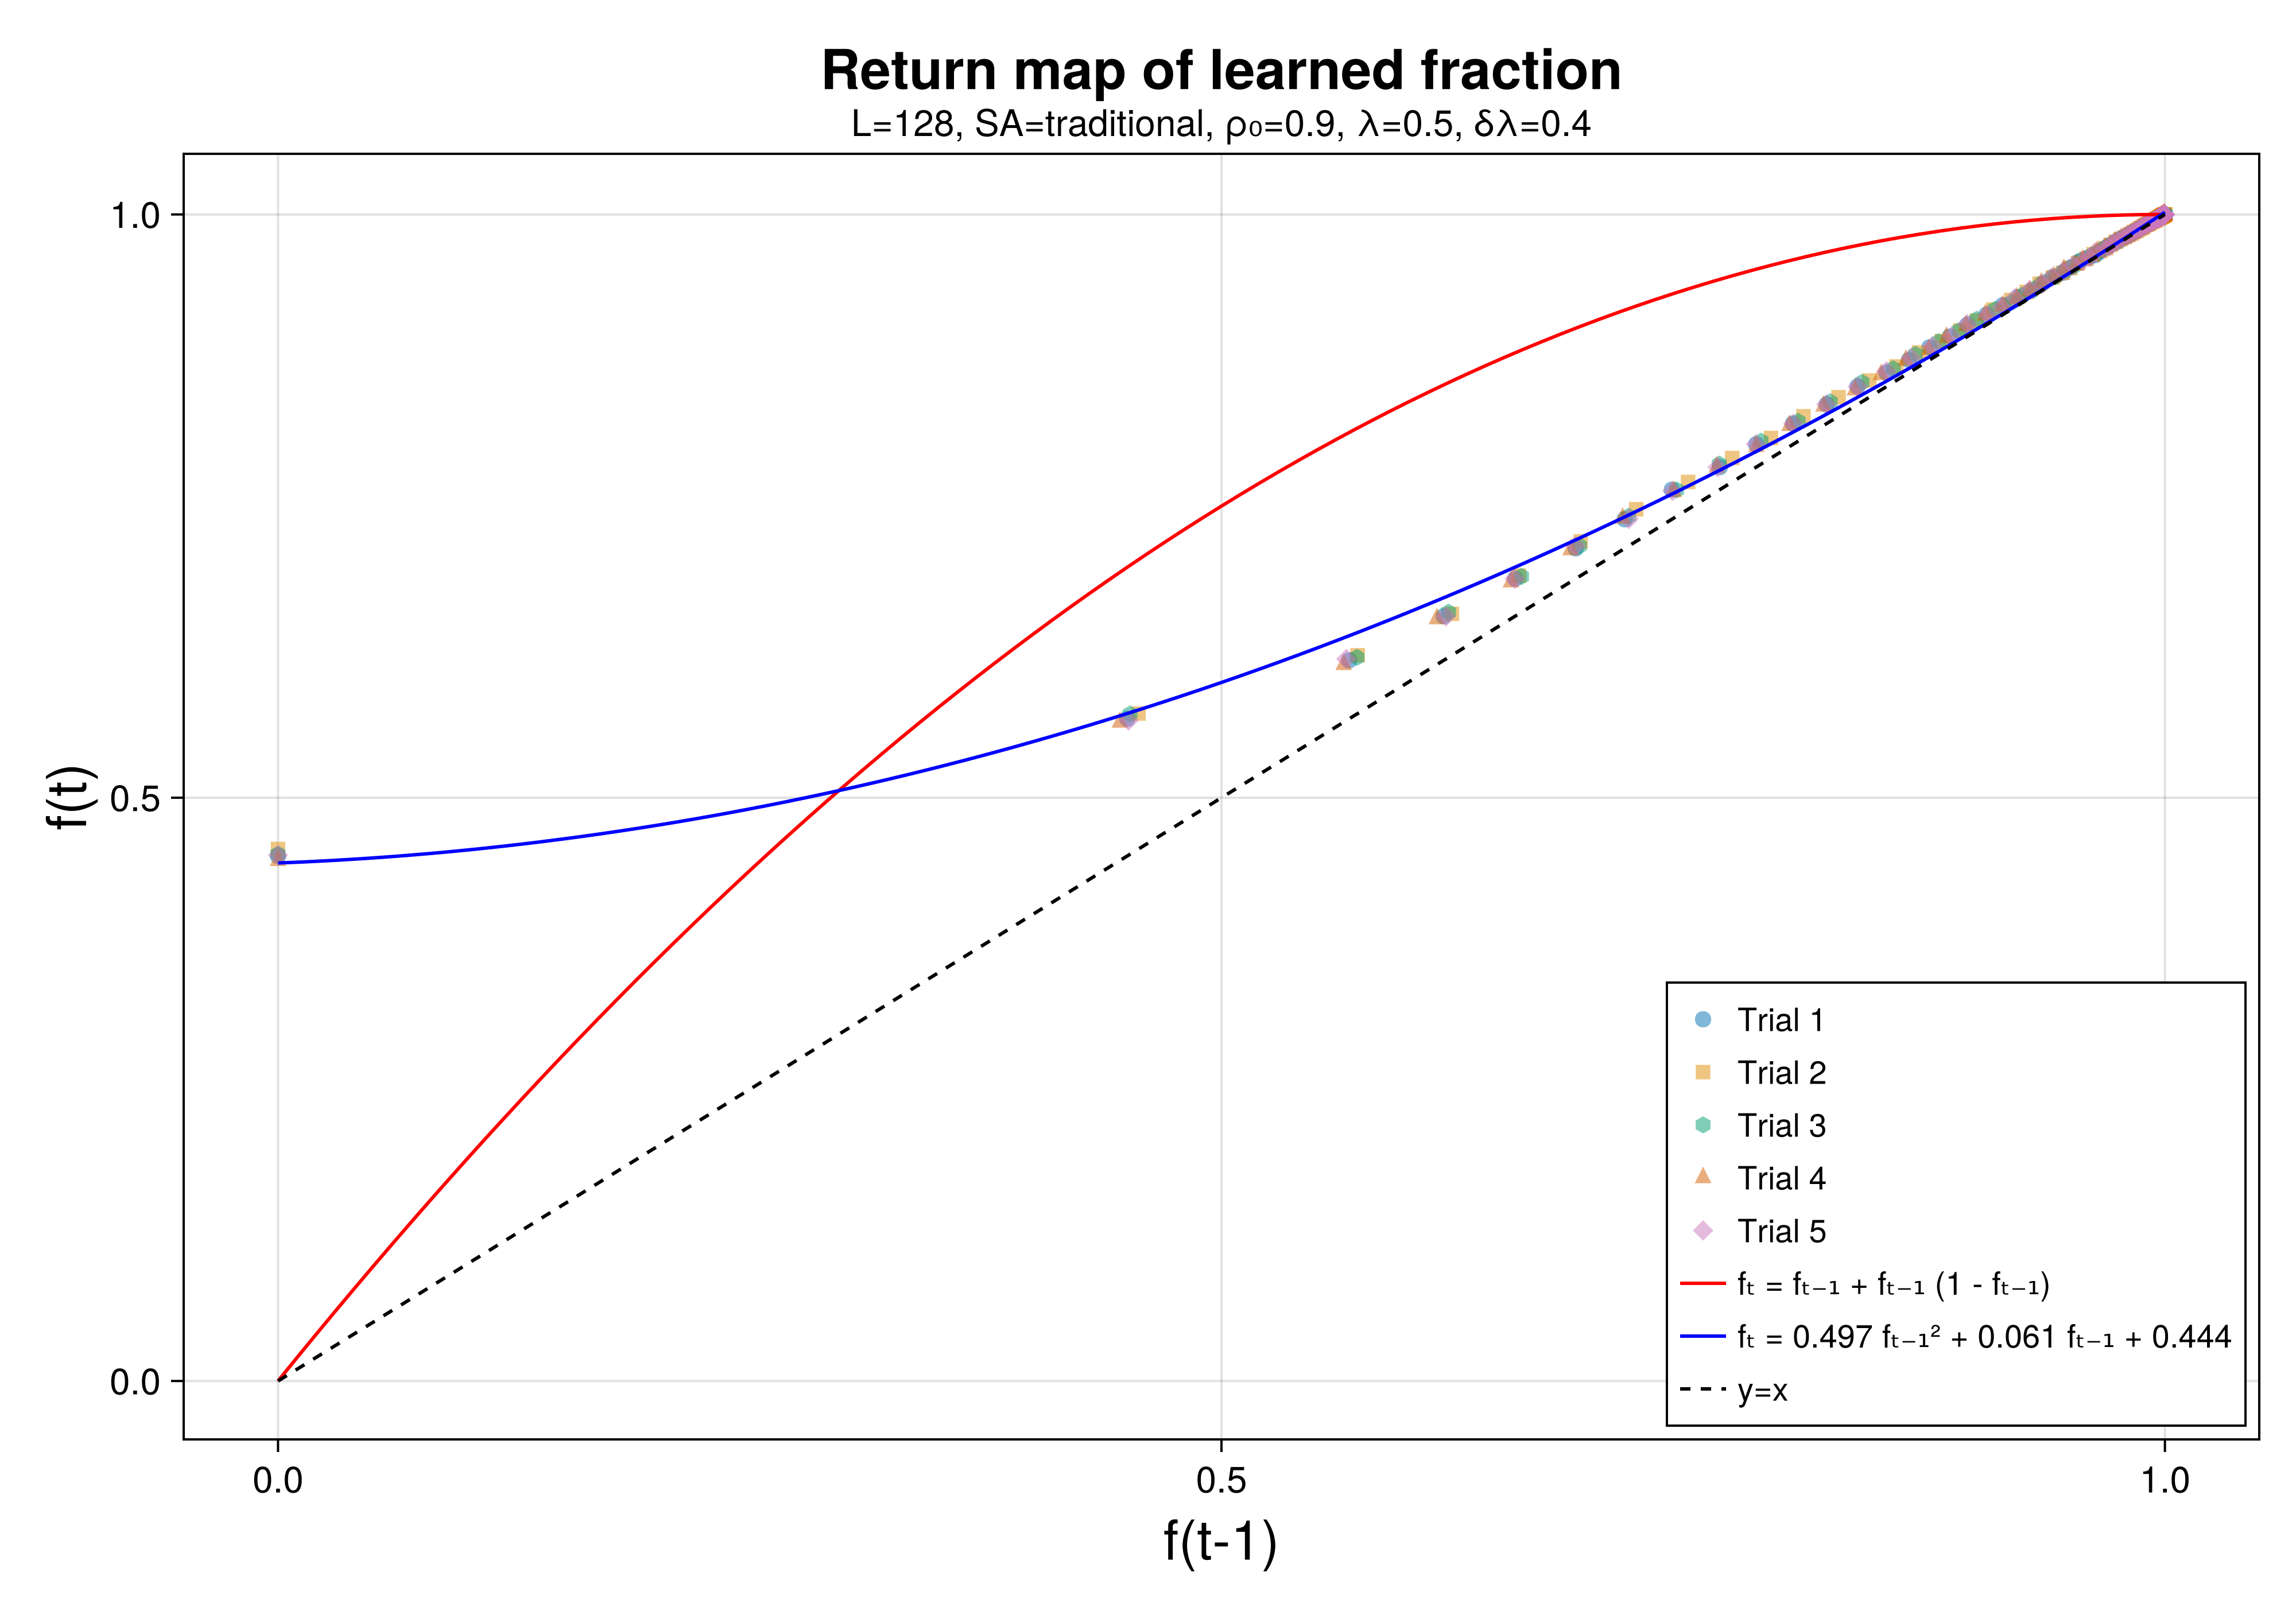 Return map of learned fraction
L=128, SA=traditional, ρ₀=0.9, λ=0.5, δλ=0.4
1.0
0.5
0.0
f(t)
0.0
0.5
1.0
f(t-1)
Trial 1
Trial 2
Trial 3
Trial 4
Trial 5
fₜ = fₜ₋₁ + fₜ₋₁ (1 - fₜ₋₁)
fₜ = 0.497 fₜ₋₁² + 0.061 fₜ₋₁ + 0.444
y=x